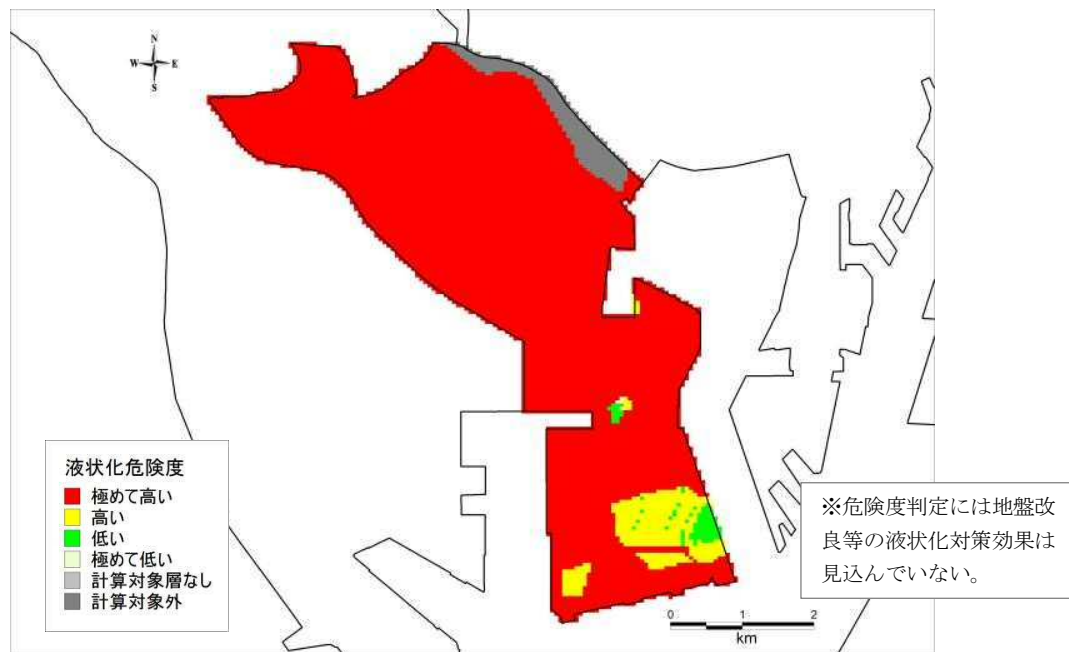 N
W E
S
液状化危険度
極めて高い
高い
低い
極めて低い
計算対象層なし
計算対象外
※危険度判定には地盤改
良等の液状化対策効果は
見込んでいない。
0 1 2
km